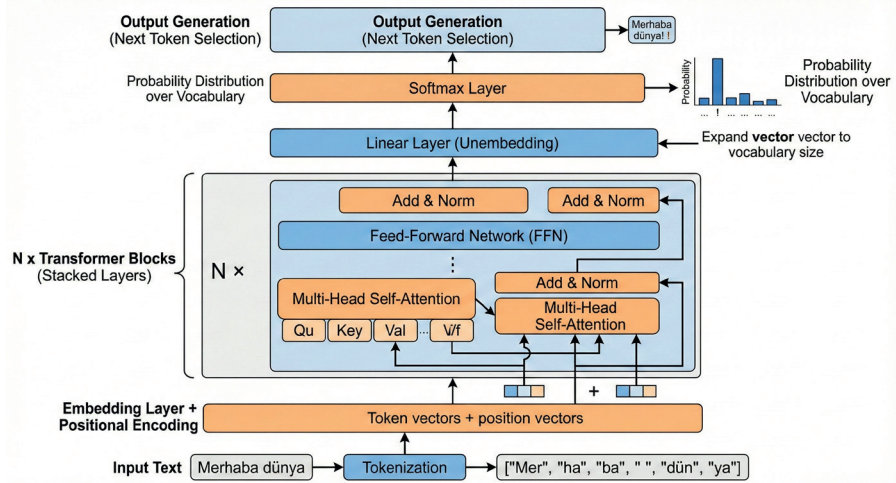 Output Generation
(Next Token Selection)
Output Generation
(Next Token Selection)
Merhaba
dünya! !
Probability Distribution
over Vocabulary
Softmax Layer
Probability
... ! ... ... ... ...
Probability
Distribution over
Vocabulary
Linear Layer (Unembedding)
Expand vector vector to
vocabulary size
N x Transformer Blocks
(Stacked Layers)
N ×
Add & Norm
Add & Norm
Feed-Forward Network (FFN)
⋮
Add & Norm
Multi-Head Self-Attention
Multi-Head
Self-Attention
Qu Key Val ...
+
Embedding Layer +
Positional Encoding
Token vectors + position vectors
Input Text
Merhaba dünya
Tokenization
["Mer", "ha", "ba", " ", "dün", "ya"]